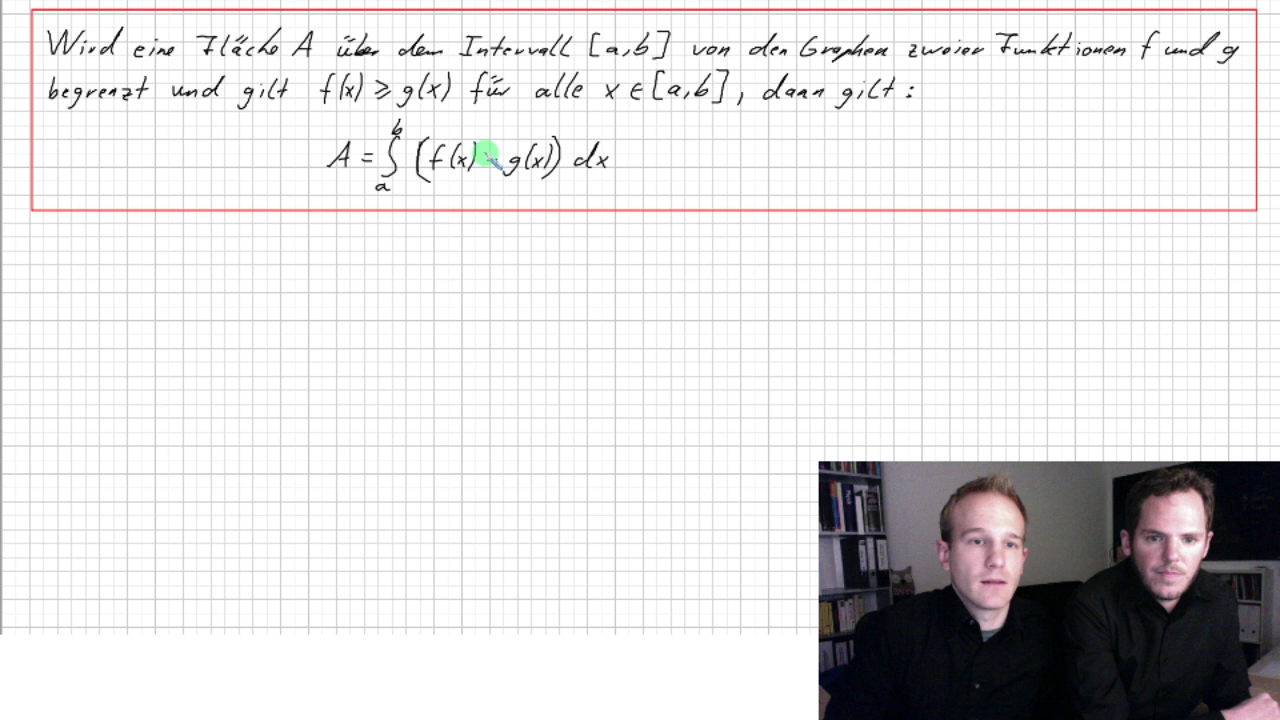 Wird eine Fläche A über dem Intervall [a,b] von den Graphen zweier Funktionen f und g
begrenzt und gilt f(x) ≥ g(x) für alle x ∈ [a,b], dann gilt:
A = ∫ₐᵇ (f(x) - g(x)) dx